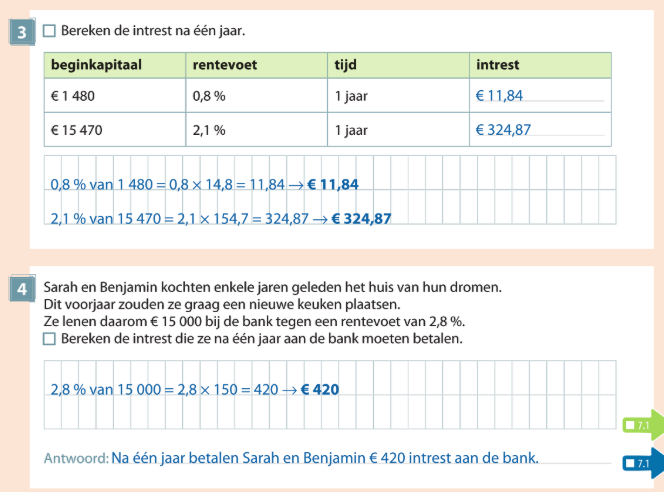 3 Bereken de intrest na één jaar.
beginkapitaal rentevoet tijd intrest
€ 1 480 0,8 % 1 jaar € 11,84
€ 15 470 2,1 % 1 jaar € 324,87
0,8 % van 1 480 = 0,8 × 14,8 = 11,84 → € 11,84
2,1 % van 15 470 = 2,1 × 154,7 = 324,87 → € 324,87
4 Sarah en Benjamin kochten enkele jaren geleden het huis van hun dromen.
Dit voorjaar zouden ze graag een nieuwe keuken plaatsen.
Ze lenen daarom € 15 000 bij de bank tegen een rentevoet van 2,8 %.
Bereken de intrest die ze na één jaar aan de bank moeten betalen.
2,8 % van 15 000 = 2,8 × 150 = 420 → € 420
7.1
Antwoord: Na één jaar betalen Sarah en Benjamin € 420 intrest aan de bank.
7.1